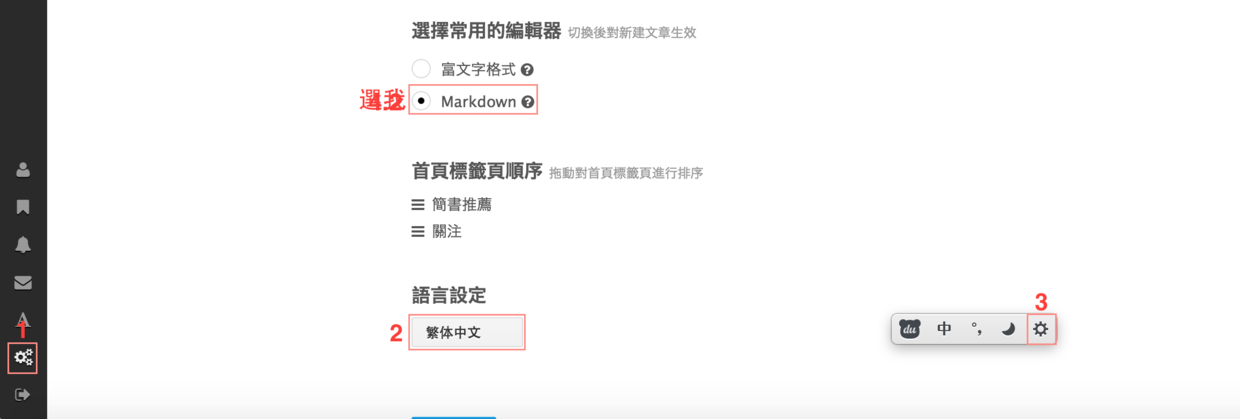 選擇常用的編輯器 切換後對新建文章生效
富文字格式
選我
Markdown
首頁標籤頁順序 拖動對首頁標籤頁進行排序
簡書推薦
關注
語言設定
3
2 繁体中文
du 中 °,
1